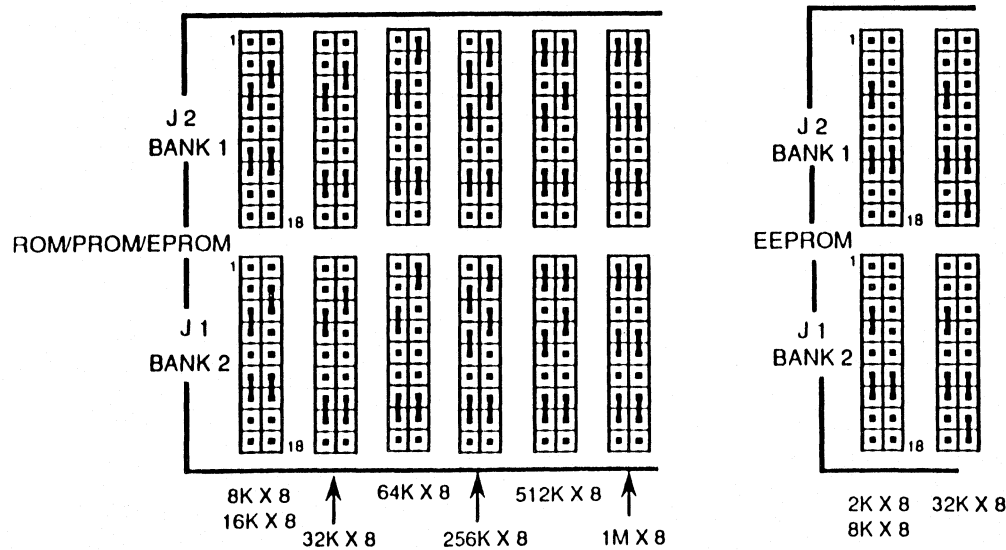 1
J 2
BANK 1
18
ROM/PROM/EPROM
1
J 1
BANK 2
18
8K X 8
16K X 8
32K X 8
64K X 8
256K X 8
512K X 8
1M X 8
1
J 2
BANK 1
18
EEPROM
1
J 1
BANK 2
18
2K X 8
8K X 8
32K X 8